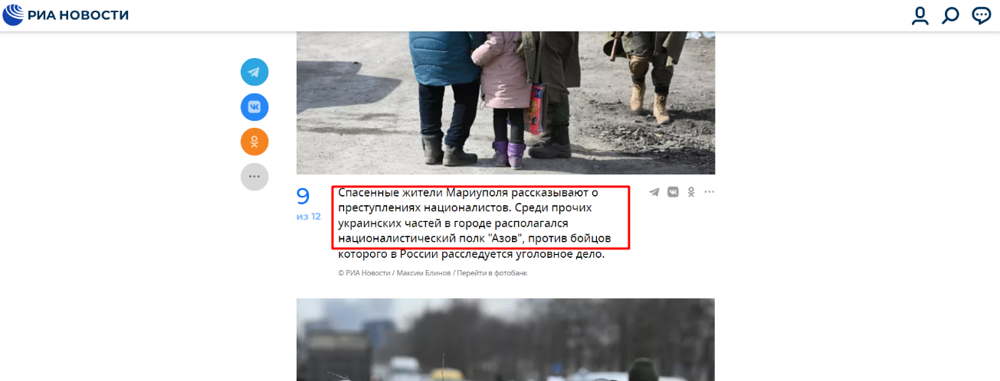 РИА НОВОСТИ
9
из 12
Спасенные жители Мариуполя рассказывают о
преступлениях националистов. Среди прочих
украинских частей в городе располагался
националистический полк "Азов", против бойцов
которого в России расследуется уголовное дело.
© РИА Новости / Максим Блинов / Перейти в фотобанк